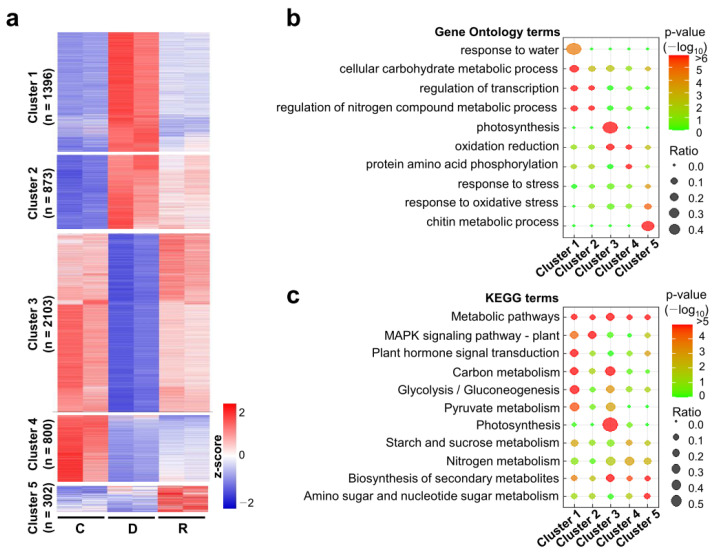 a
Cluster 1
(n = 1396)
Cluster 2
(n = 873)
Cluster 3
(n = 2103)
Cluster 4
(n = 800)
Cluster 5
(n = 302)
C
D
R
z-score
2
0
−2
b
Gene Ontology terms
response to water
cellular carbohydrate metabolic process
regulation of transcription
regulation of nitrogen compound metabolic process
photosynthesis
oxidation reduction
protein amino acid phosphorylation
response to stress
response to oxidative stress
chitin metabolic process
Cluster 1
Cluster 2
Cluster 3
Cluster 4
Cluster 5
p-value
(−log10)
>6
5
4
3
2
1
0
Ratio
0.0
0.1
0.2
0.3
0.4
c
KEGG terms
Metabolic pathways
MAPK signaling pathway - plant
Plant hormone signal transduction
Carbon metabolism
Glycolysis / Gluconeogenesis
Pyruvate metabolism
Photosynthesis
Starch and sucrose metabolism
Nitrogen metabolism
Biosynthesis of secondary metabolites
Amino sugar and nucleotide sugar metabolism
Cluster 1
Cluster 2
Cluster 3
Cluster 4
Cluster 5
p-value
(−log10)
>5
4
3
2
1
0
Ratio
0.0
0.1
0.2
0.3
0.4
0.5